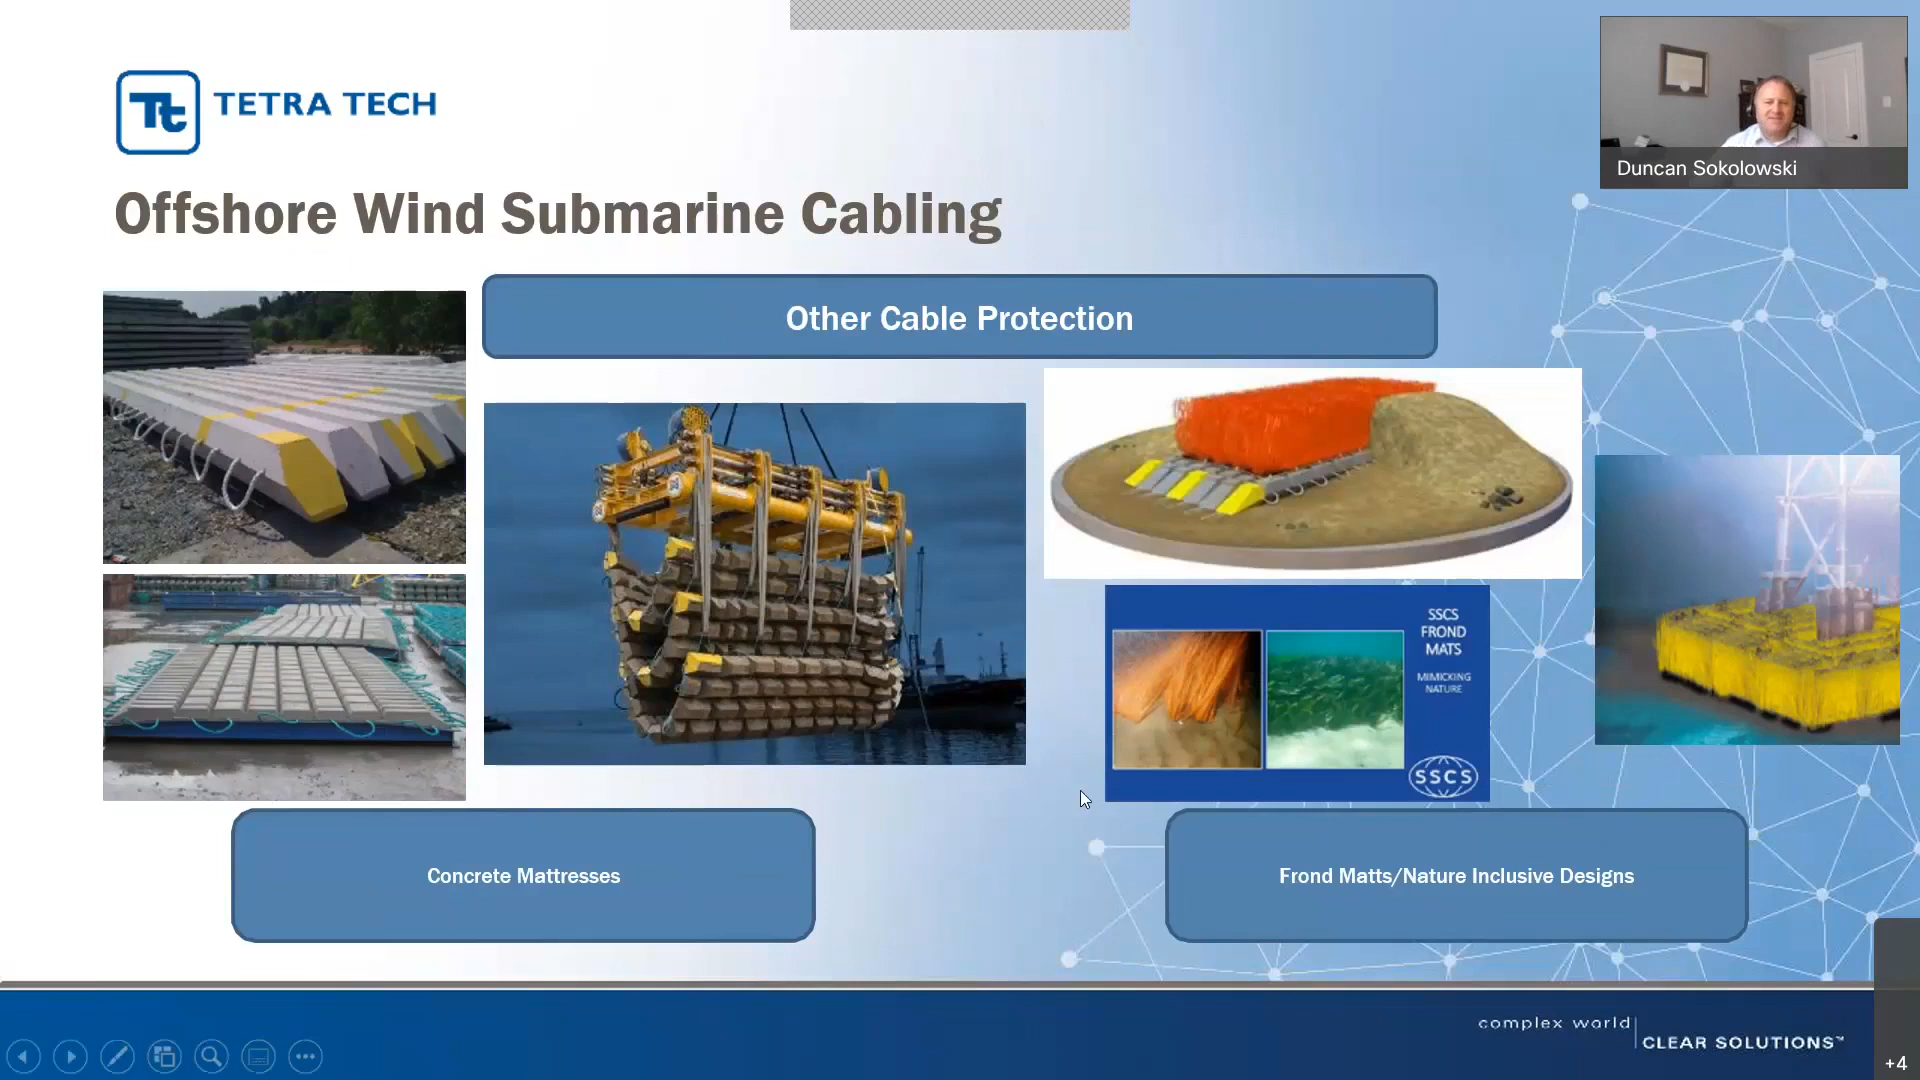 Tt TETRA TECH
Duncan Sokolowski
Offshore Wind Submarine Cabling
Other Cable Protection
SSCS
FROND
MATS
MIMICKING
NATURE
SSCS
Concrete Mattresses
Frond Matts/Nature Inclusive Designs
complex world
CLEAR SOLUTIONS™
+4